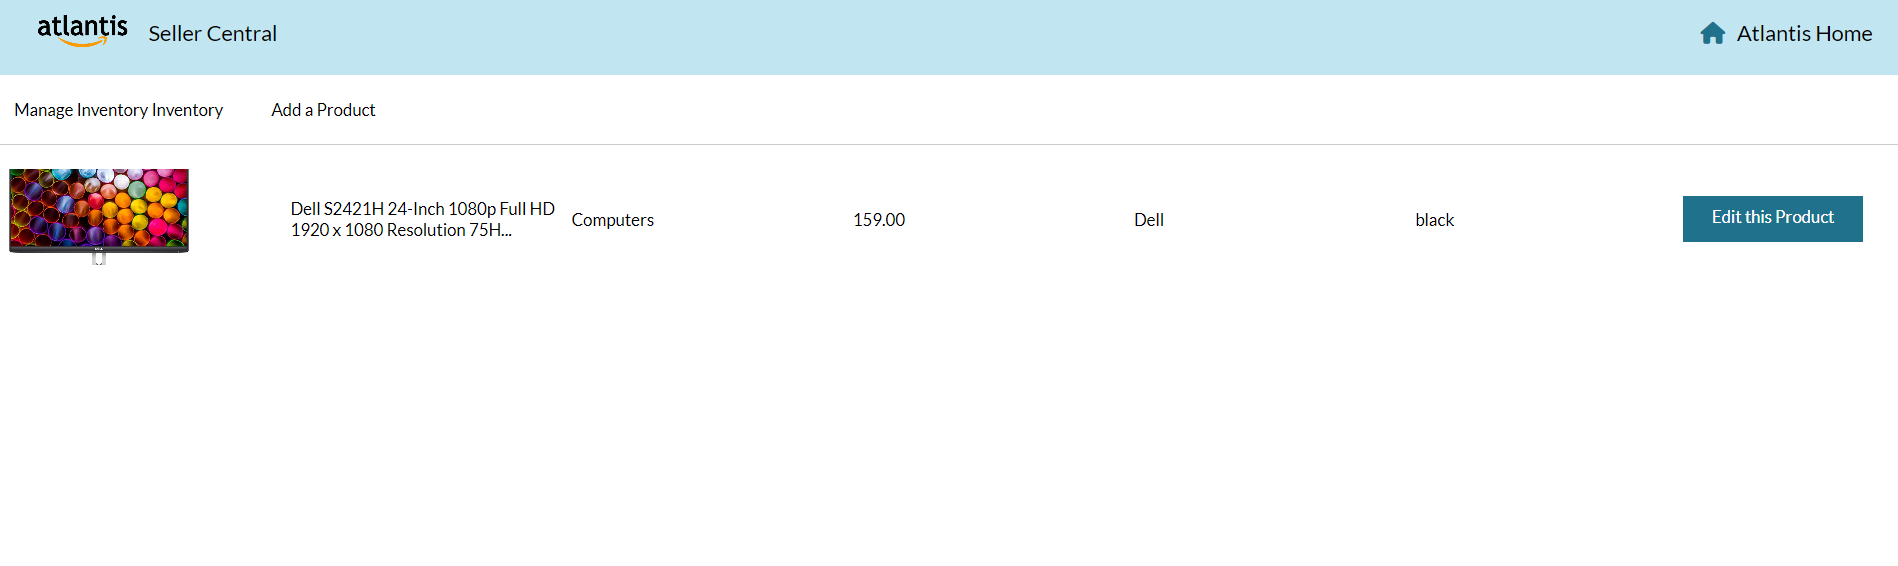 atlantis Seller Central Atlantis Home
Manage Inventory Inventory Add a Product
Dell S2421H 24-Inch 1080p Full HD
1920 x 1080 Resolution 75H...
Computers
159.00
Dell
black
Edit this Product